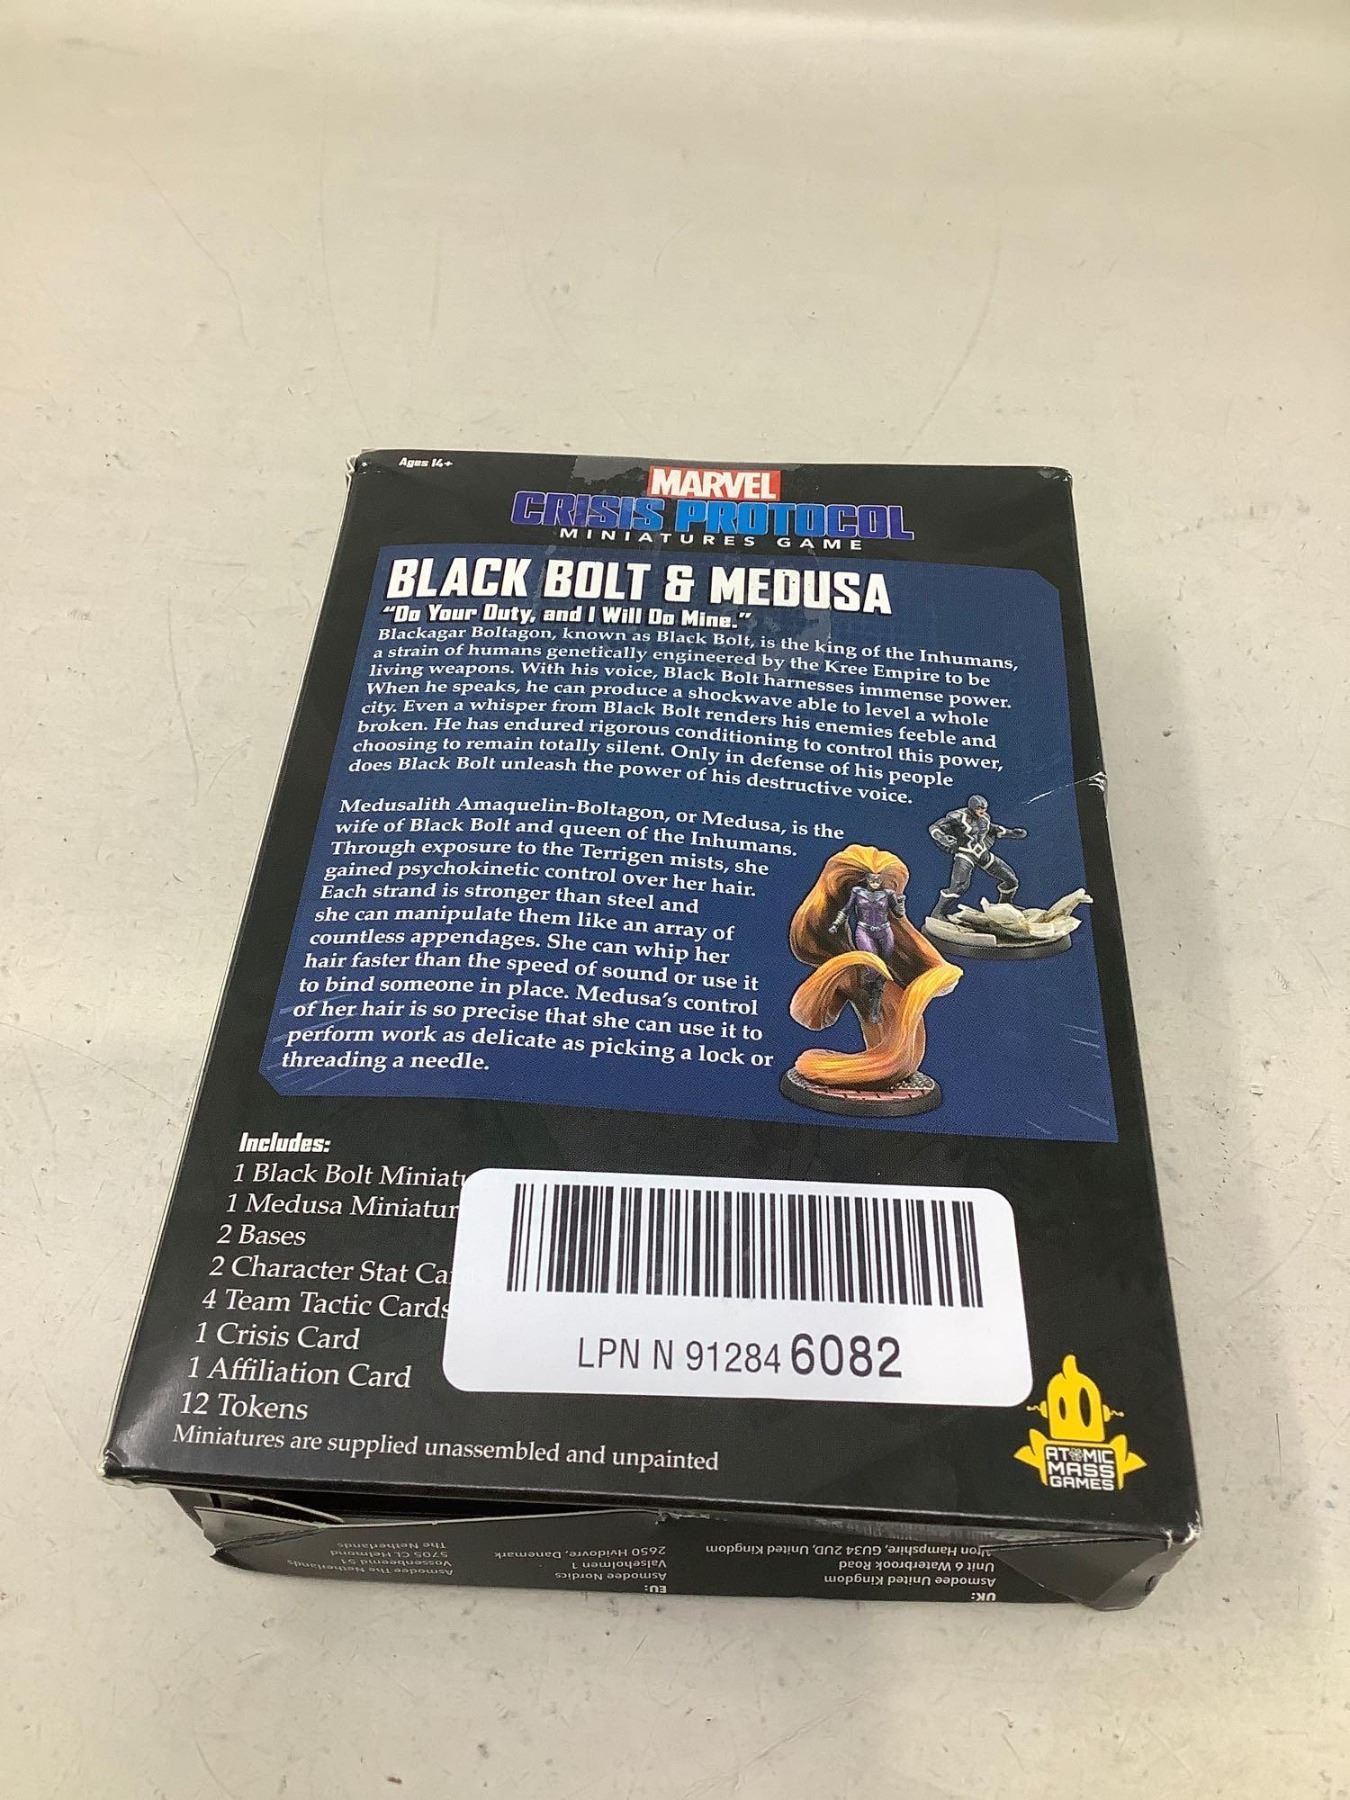 Ages 14+
MARVEL
CRISIS PROTOCOL
MINIATURES GAME
BLACK BOLT & MEDUSA
“Do Your Duty, and I Will Do Mine.”
Blackagar Boltagon, known as Black Bolt, is the king of the Inhumans,
a strain of humans genetically engineered by the Kree Empire to be
living weapons. With his voice, Black Bolt harnesses immense power.
When he speaks, he can produce a shockwave able to level a whole
city. Even a whisper from Black Bolt renders his enemies feeble and
broken. He has endured rigorous conditioning to control this power,
choosing to remain totally silent. Only in defense of his people
does Black Bolt unleash the power of his destructive voice.
Medusalith Amaquelin-Boltagon, or Medusa, is the
wife of Black Bolt and queen of the Inhumans.
Through exposure to the Terrigen mists, she
gained psychokinetic control over her hair.
Each strand is stronger than steel and
she can manipulate them like an array of
countless appendages. She can whip her
hair faster than the speed of sound or use it
to bind someone in place. Medusa’s control
of her hair is so precise that she can use it to
perform work as delicate as picking a lock or
threading a needle.
Includes:
1 Black Bolt Miniatu
1 Medusa Miniatur
2 Bases
2 Character Stat Ca
4 Team Tactic Cards
1 Crisis Card
1 Affiliation Card
12 Tokens
Miniatures are supplied unassembled and unpainted
LPN N 912846082
ATOMIC
MASS
GAMES
UK:
Asmodee United Kingdom
Unit 6 Waterbrook Road
Alton Hampshire, GU34 2UD, United Kingdom
EU:
Asmodee Nordics
Valseholmen 1
2650 Hvidovre, Danemark
Asmodee The Netherlands
Vossenbeemd 51
5705 CL Helmond
The Netherlands